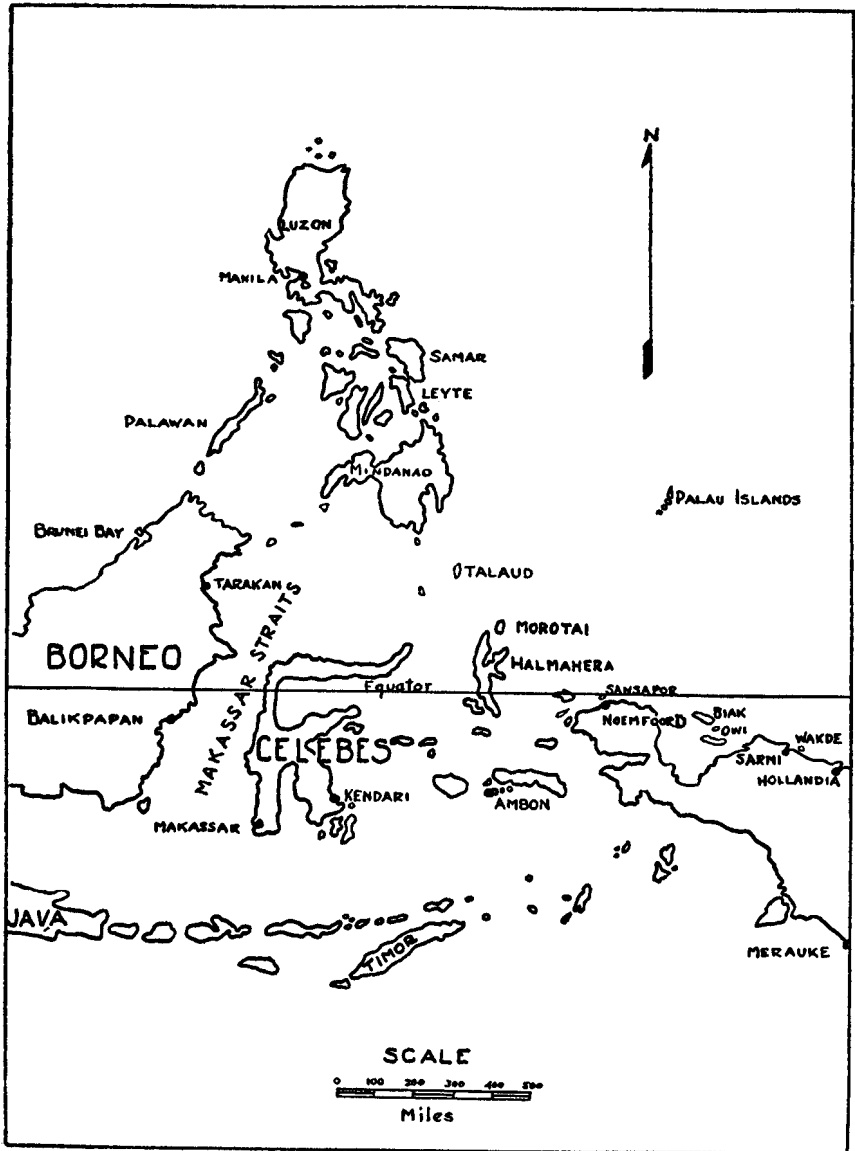 N
LUZON
MANILA
SAMAR
LEYTE
PALAWAN
MINDANAO
PALAU ISLANDS
BRUNEI BAY
TALAUD
TARAKAN
MAKASSAR STRAITS
MOROTAI
BORNEO
HALMAHERA
Equator
SANSAPOR
BALIKPAPAN
NOEMFOORD
BIAK
OWI
CELEBES
WAKDE
SARMI
HOLLANDIA
KENDARI
AMBON
MAKASSAR
JAVA
TIMOR
MERAUKE
SCALE
0 100 200 300 400 500
Miles